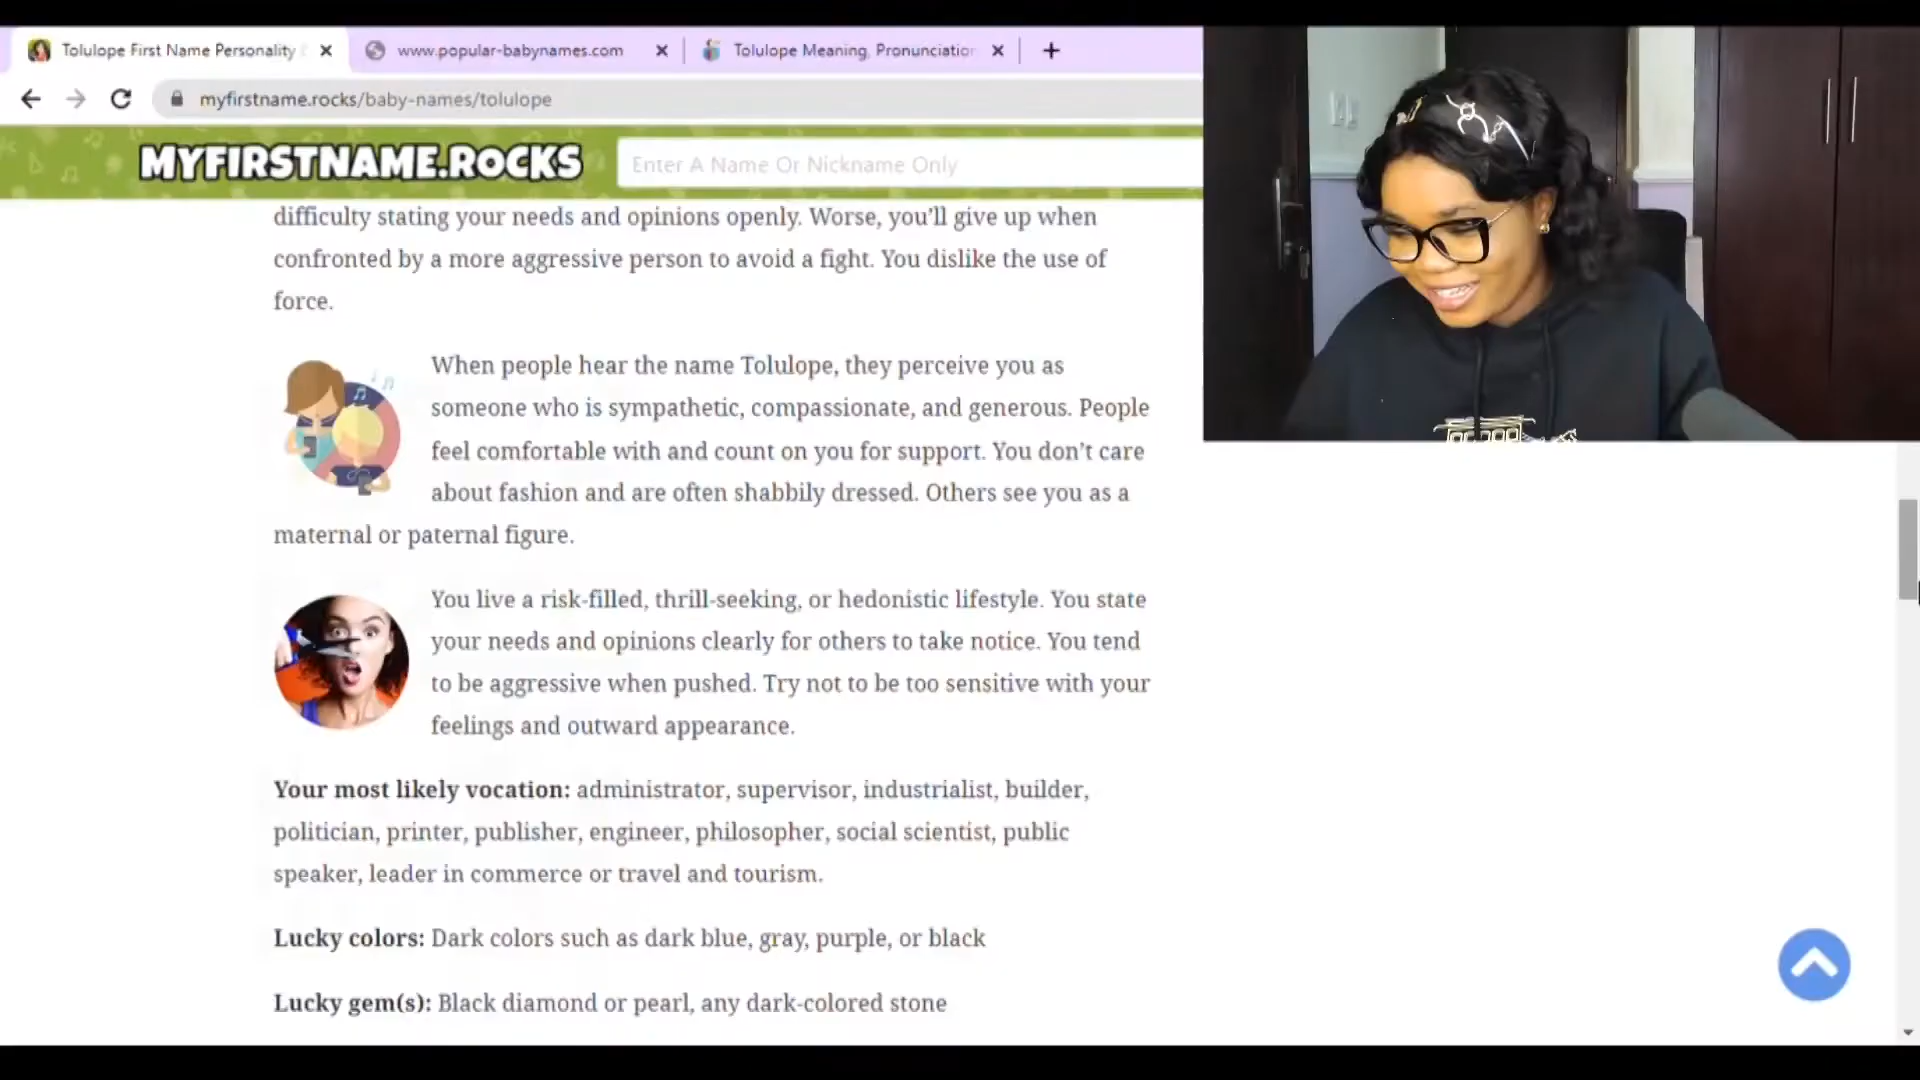 Tolulope First Name Personality
www.popular-babynames.com
Tolulope Meaning, Pronunciation
myfirstname.rocks/baby-names/tolulope
MYFIRSTNAME.ROCKS
Enter A Name Or Nickname Only
difficulty stating your needs and opinions openly. Worse, you’ll give up when
confronted by a more aggressive person to avoid a fight. You dislike the use of
force.
When people hear the name Tolulope, they perceive you as
someone who is sympathetic, compassionate, and generous. People
feel comfortable with and count on you for support. You don’t care
about fashion and are often shabbily dressed. Others see you as a
maternal or paternal figure.
You live a risk-filled, thrill-seeking, or hedonistic lifestyle. You state
your needs and opinions clearly for others to take notice. You tend
to be aggressive when pushed. Try not to be too sensitive with your
feelings and outward appearance.
Your most likely vocation: administrator, supervisor, industrialist, builder,
politician, printer, publisher, engineer, philosopher, social scientist, public
speaker, leader in commerce or travel and tourism.
Lucky colors: Dark colors such as dark blue, gray, purple, or black
Lucky gem(s): Black diamond or pearl, any dark-colored stone